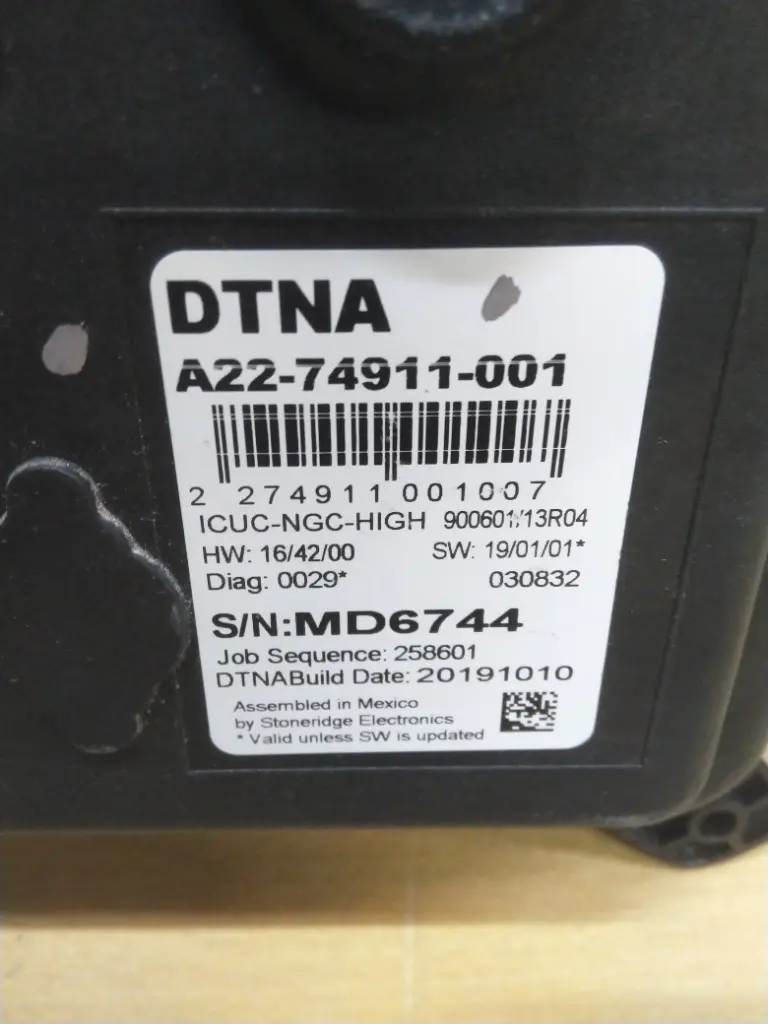 DTNA
A22-74911-001
2 274911 001007
ICUC-NGC-HIGH 900601/13R04
HW: 16/42/00 SW: 19/01/01*
Diag: 0029* 030832
S/N:MD6744
Job Sequence: 258601
DTNABuild Date: 20191010
Assembled in Mexico
by Stoneridge Electronics
* Valid unless SW is updated